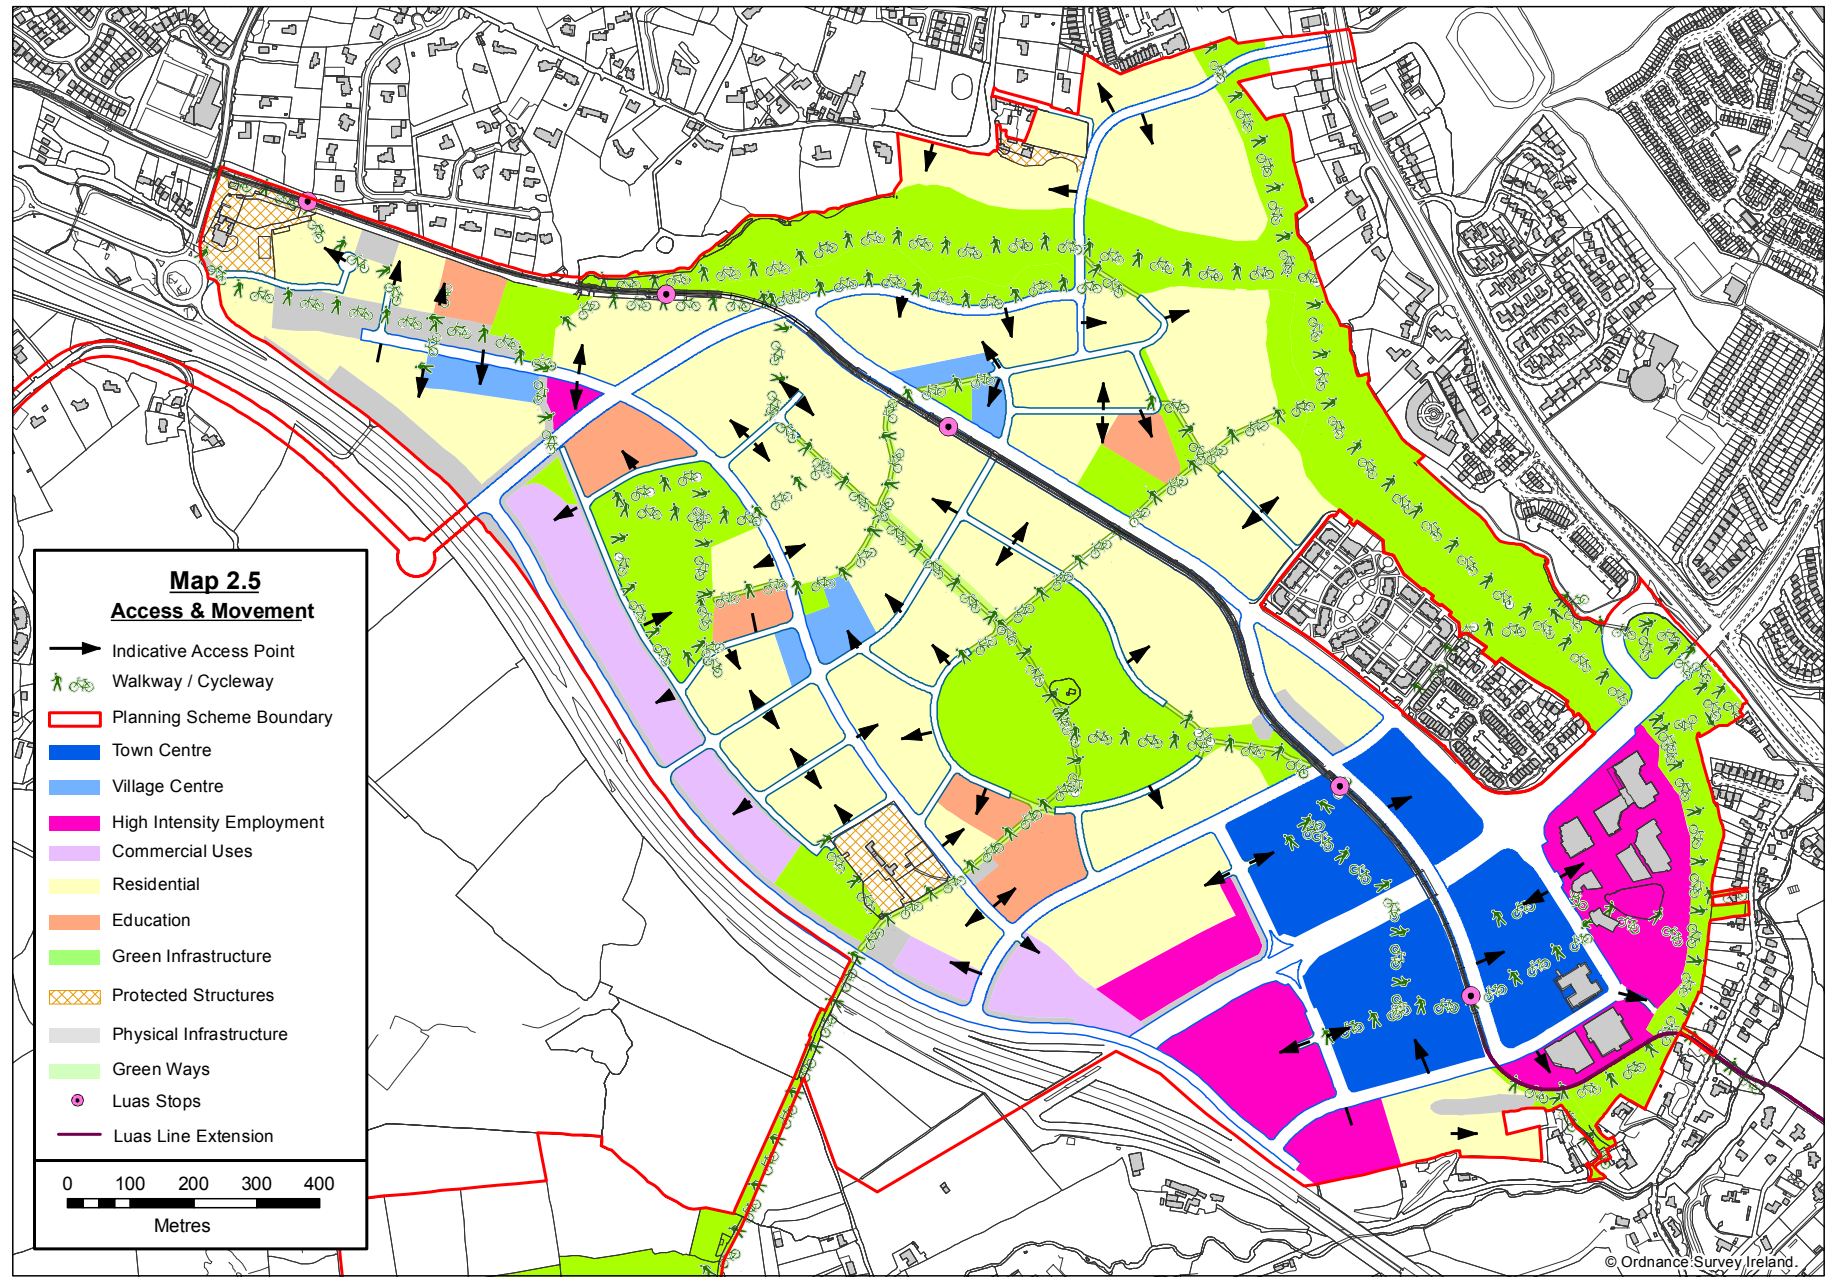 Map 2.5
Access & Movement
Indicative Access Point
Walkway / Cycleway
Planning Scheme Boundary
Town Centre
Village Centre
High Intensity Employment
Commercial Uses
Residential
Education
Green Infrastructure
Protected Structures
Physical Infrastructure
Green Ways
Luas Stops
Luas Line Extension
0 100 200 300 400
Metres
© Ordnance Survey Ireland.